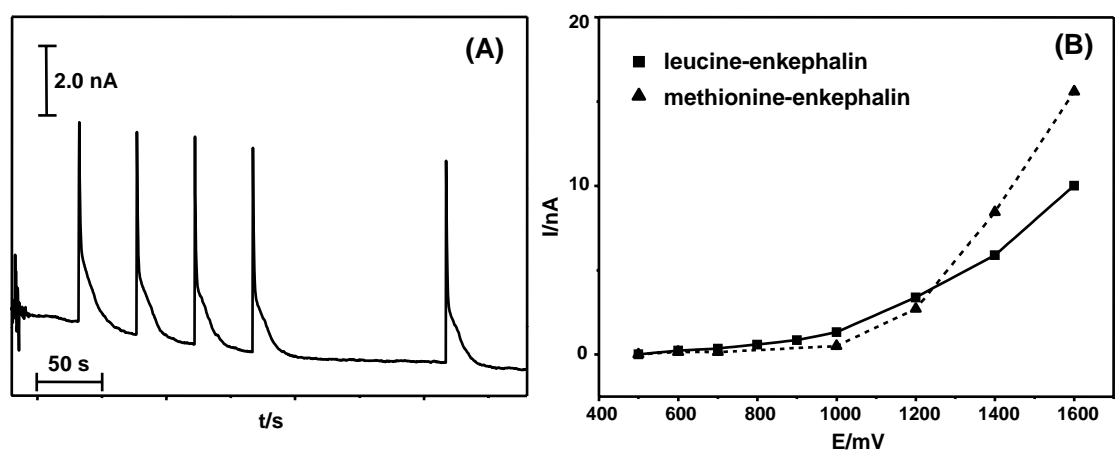 (A)
2.0 nA
50 s
t/s
(B)
leucine-enkephalin
methionine-enkephalin
20
10
0
I/nA
400 600 800 1000 1200 1400 1600
E/mV